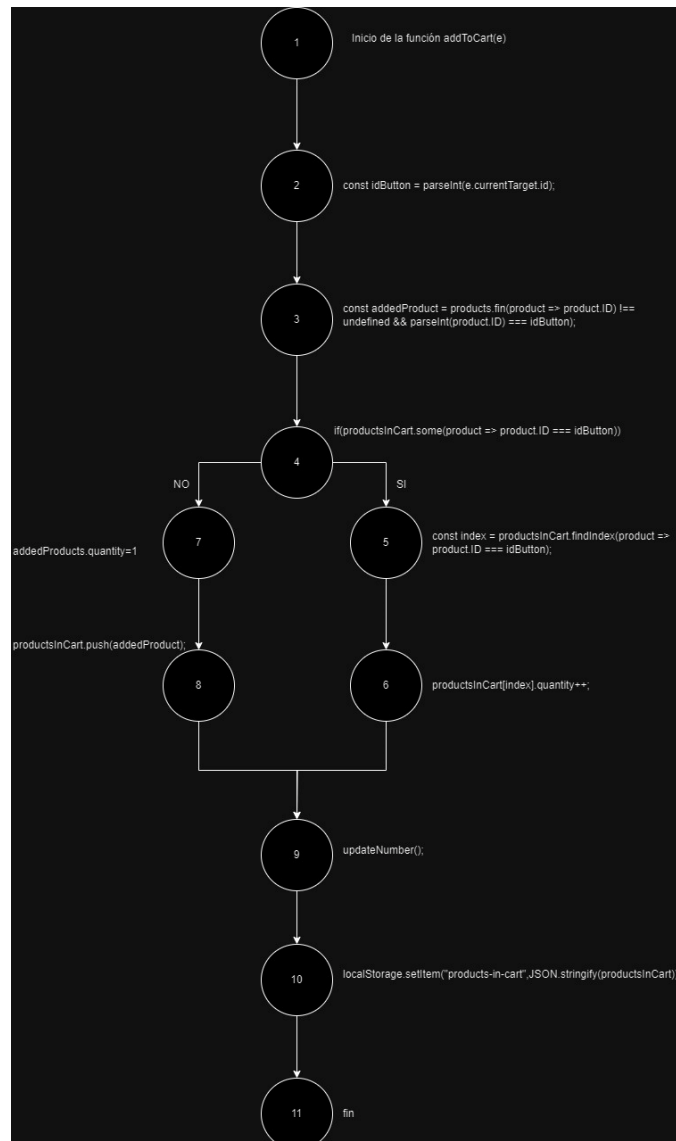 1
Inicio de la función addToCart(e)
2
const idButton = parseInt(e.currentTarget.id);
3
const addedProduct = products.fin(product => product.ID) !==
undefined && parseInt(product.ID) === idButton);
if(productsInCart.some(product => product.ID === idButton))
4
NO
SI
addedProducts.quantity=1
7
5
const index = productsInCart.findIndex(product =>
product.ID === idButton);
productsInCart.push(addedProduct);
8
6
productsInCart[index].quantity++;
9
updateNumber();
10
localStorage.setItem("products-in-cart",JSON.stringify(productsInCart)
11
fin